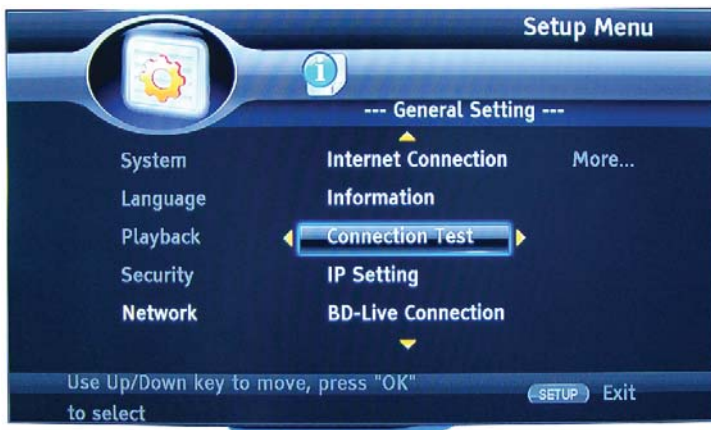 Setup Menu
--- General Setting ---
System
Internet Connection
More...
Language
Information
Playback
Connection Test
Security
IP Setting
Network
BD-Live Connection
Use Up/Down key to move, press "OK"
to select
SETUP Exit